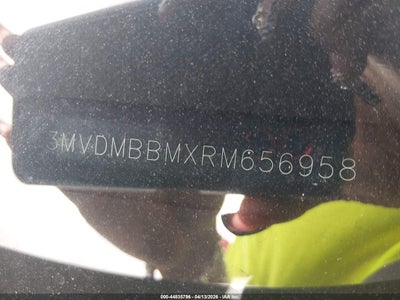 3MVDMBBMXRM656958
000-44835796 - 04/13/2026 - IAA Inc.